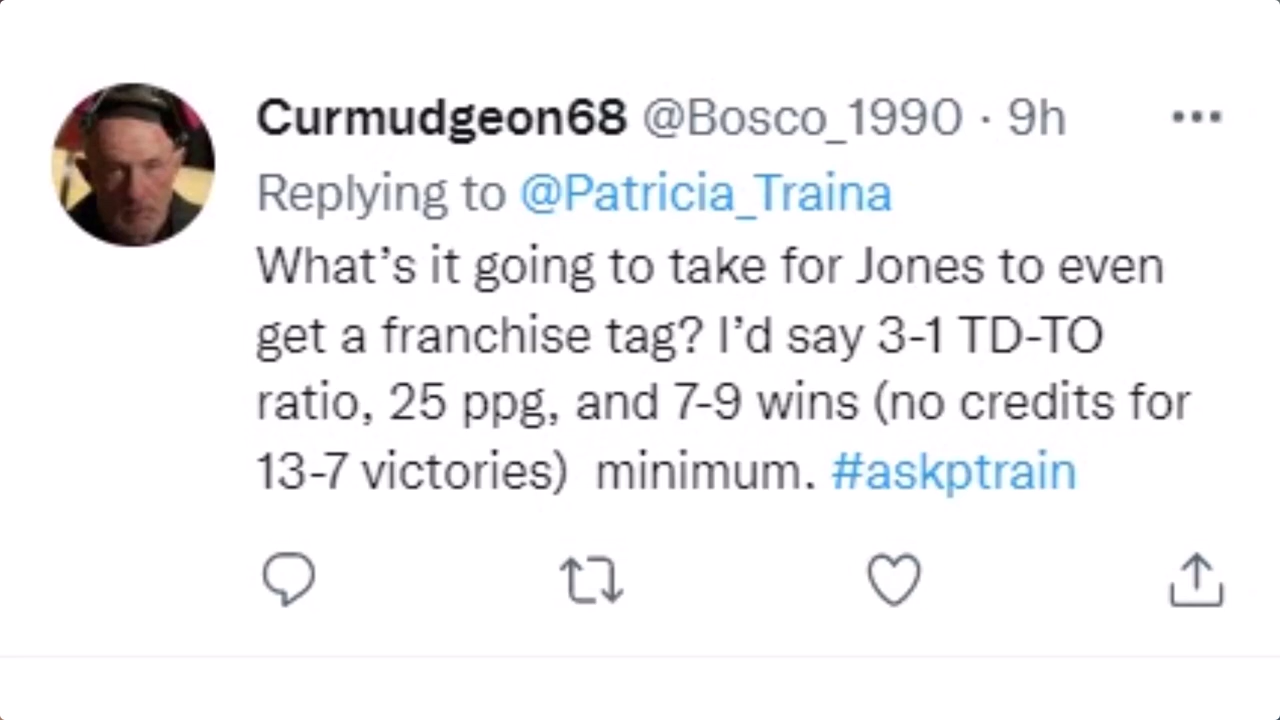 Curmudgeon68 @Bosco_1990 · 9h
Replying to @Patricia_Traina
What’s it going to take for Jones to even
get a franchise tag? I’d say 3-1 TD-TO
ratio, 25 ppg, and 7-9 wins (no credits for
13-7 victories)  minimum. #askptrain